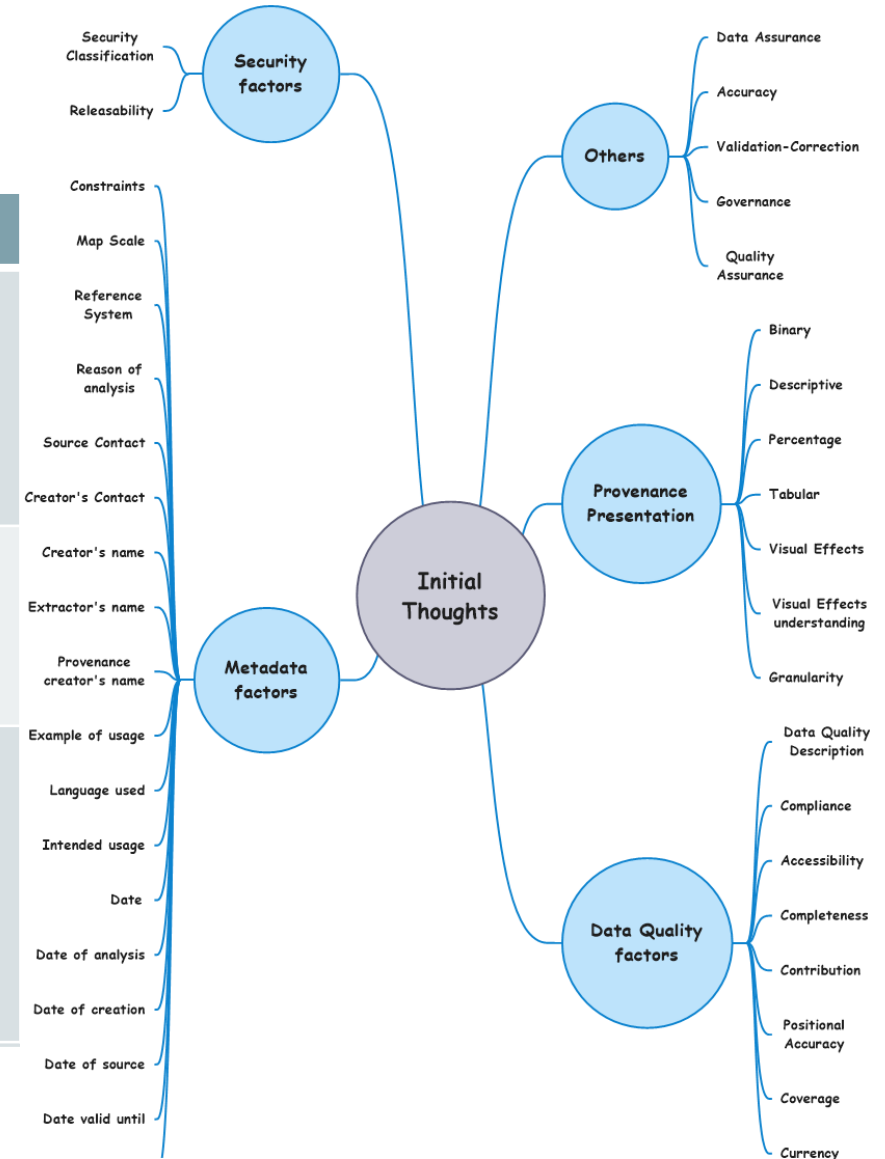 Security
Classification
Releasability
Security
factors
Data Assurance
Accuracy
Validation-Correction
Governance
Quality
Assurance
Others
Constraints
Map Scale
Reference
System
Reason of
analysis
Source Contact
Creator's Contact
Creator's name
Extractor's name
Provenance
creator's name
Example of usage
Language used
Intended usage
Date
Date of analysis
Date of creation
Date of source
Date valid until
Metadata
factors
Initial
Thoughts
Provenance
Presentation
Binary
Descriptive
Percentage
Tabular
Visual Effects
Visual Effects
understanding
Granularity
Data Quality
factors
Data Quality
Description
Compliance
Accessibility
Completeness
Contribution
Positional
Accuracy
Coverage
Currency